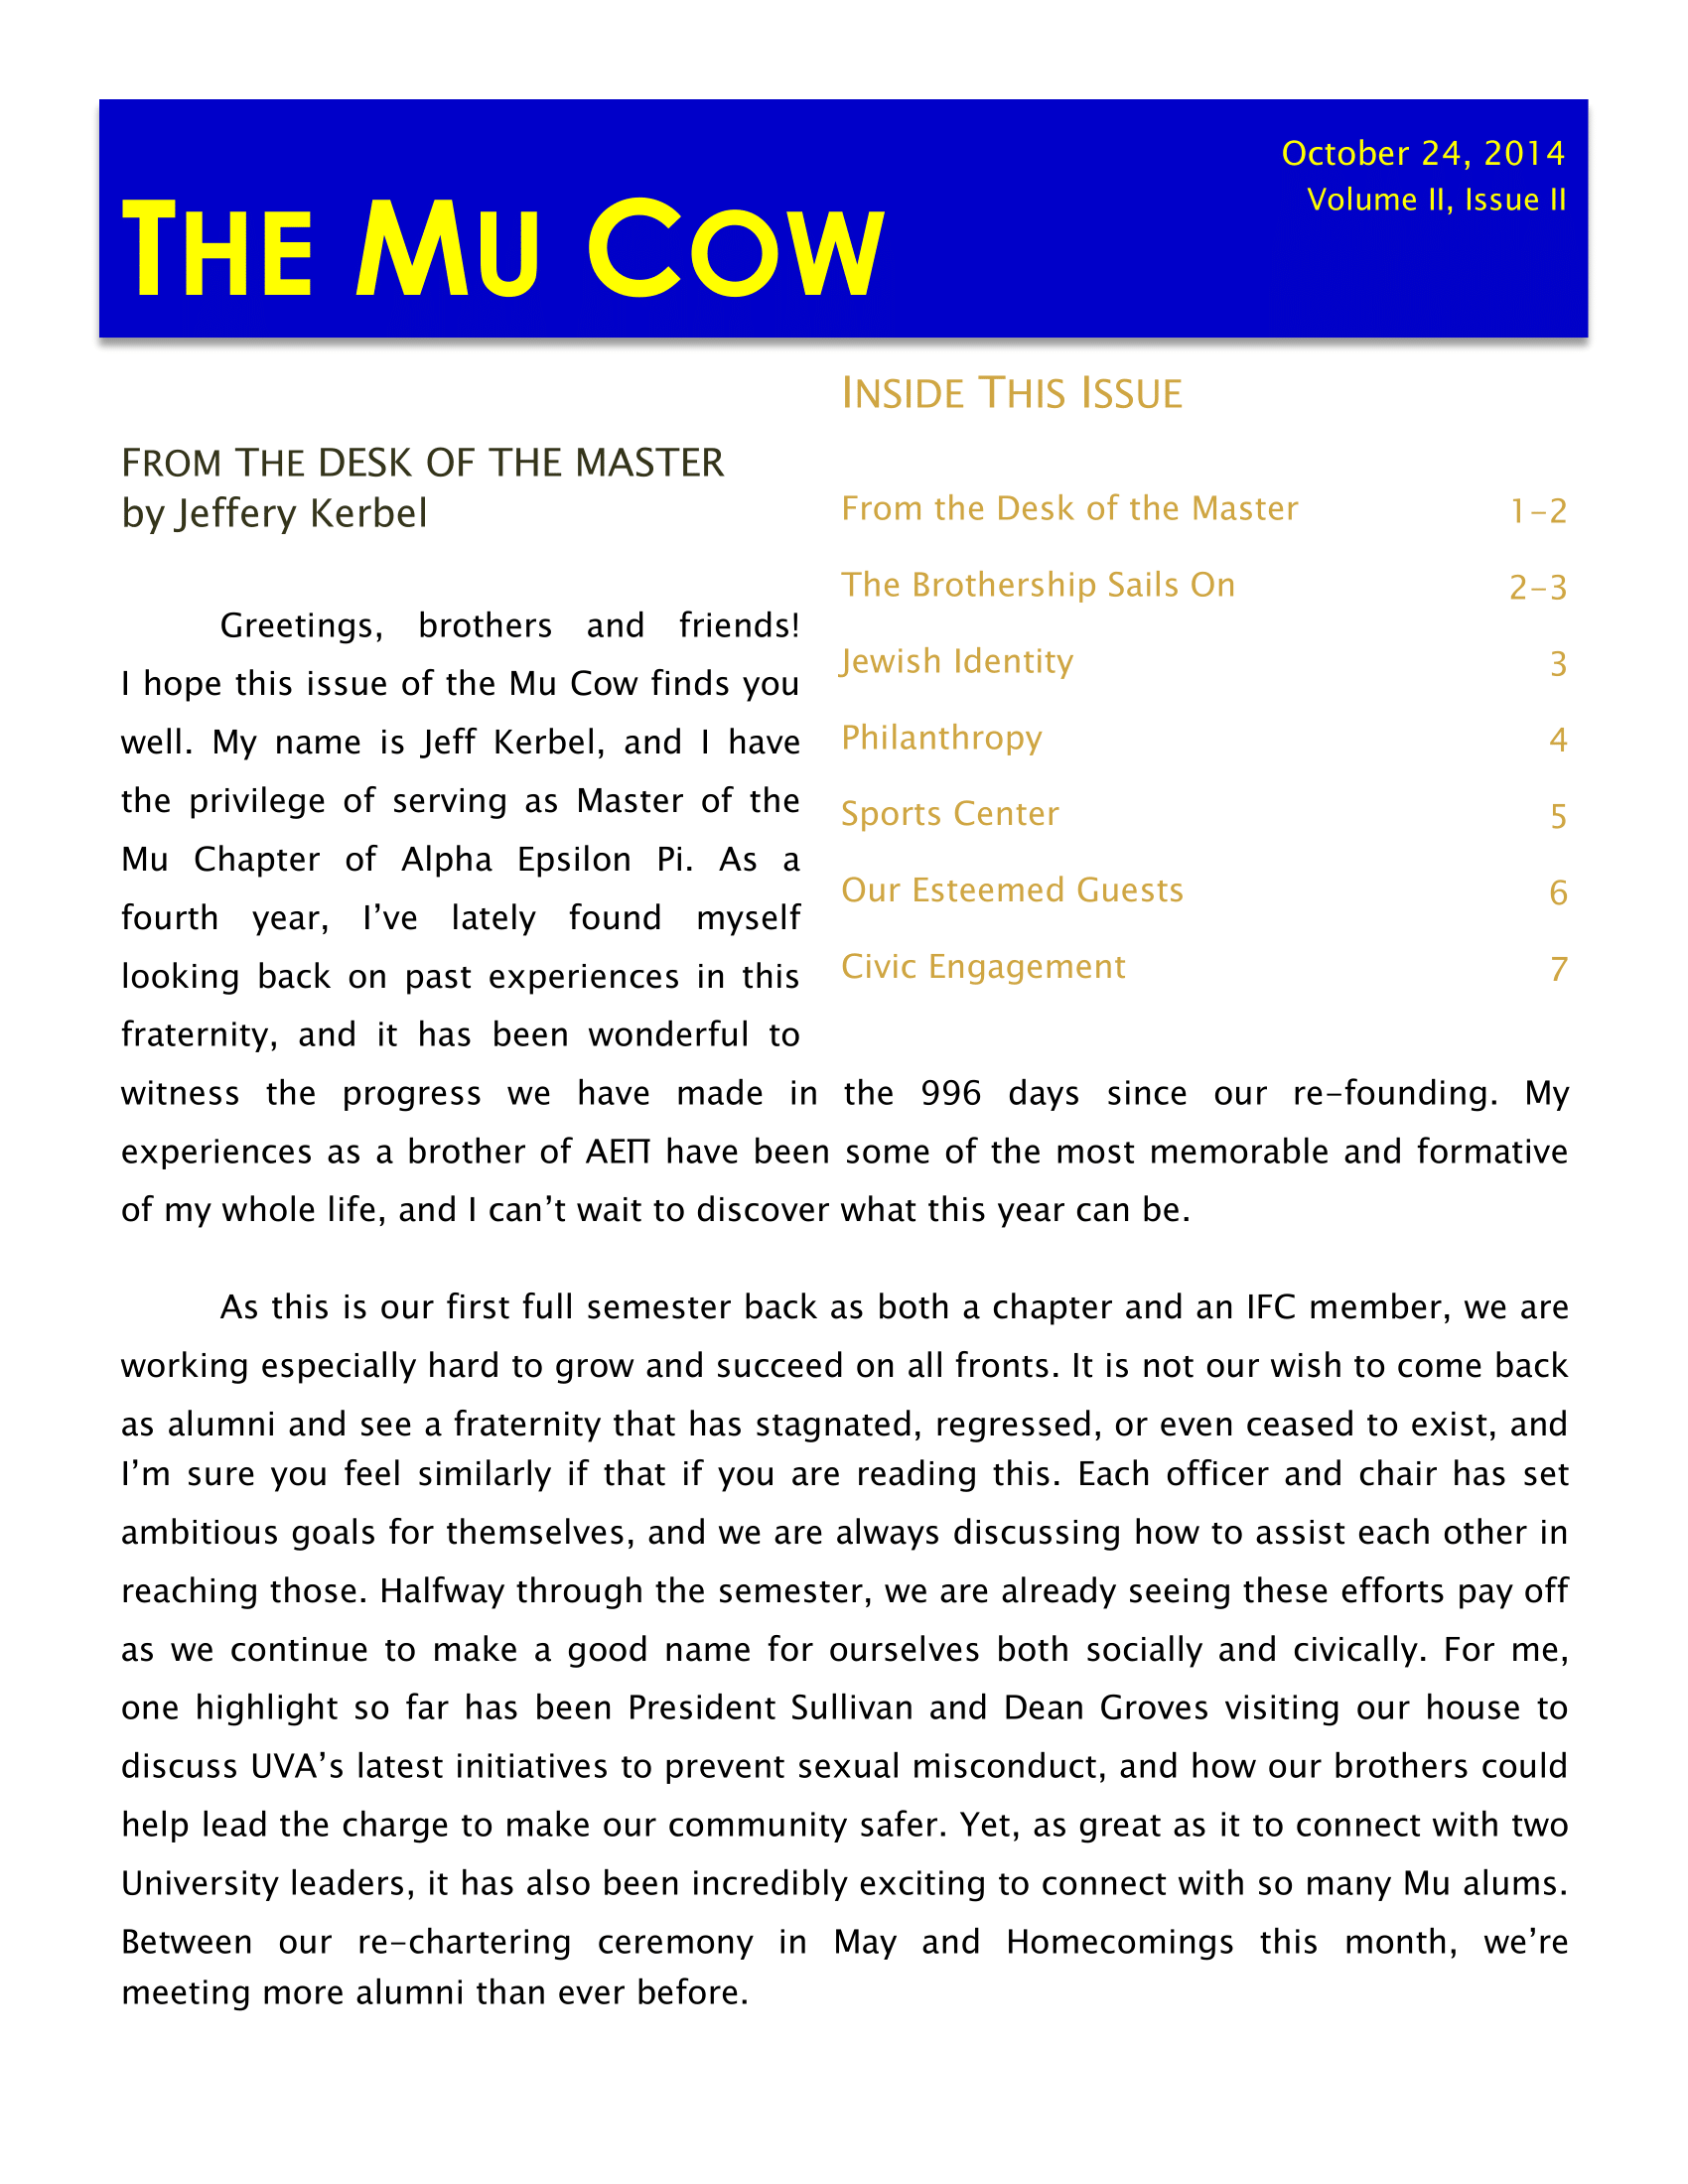 October 24, 2014
Volume II, Issue II
THE MU COW
INSIDE THIS ISSUE
From the Desk of the Master 1-2
The Brothership Sails On 2-3
Jewish Identity 3
Philanthropy 4
Sports Center 5
Our Esteemed Guests 6
Civic Engagement 7
FROM THE DESK OF THE MASTER
by Jeffery Kerbel
Greetings, brothers and friends!
I hope this issue of the Mu Cow finds you
well. My name is Jeff Kerbel, and I have
the privilege of serving as Master of the
Mu Chapter of Alpha Epsilon Pi. As a
fourth year, I’ve lately found myself
looking back on past experiences in this
fraternity, and it has been wonderful to
witness the progress we have made in the 996 days since our re-founding. My
experiences as a brother of ΑΕΠ have been some of the most memorable and formative
of my whole life, and I can’t wait to discover what this year can be.
As this is our first full semester back as both a chapter and an IFC member, we are
working especially hard to grow and succeed on all fronts. It is not our wish to come back
as alumni and see a fraternity that has stagnated, regressed, or even ceased to exist, and
I’m sure you feel similarly if that if you are reading this. Each officer and chair has set
ambitious goals for themselves, and we are always discussing how to assist each other in
reaching those. Halfway through the semester, we are already seeing these efforts pay off
as we continue to make a good name for ourselves both socially and civically. For me,
one highlight so far has been President Sullivan and Dean Groves visiting our house to
discuss UVA’s latest initiatives to prevent sexual misconduct, and how our brothers could
help lead the charge to make our community safer. Yet, as great as it to connect with two
University leaders, it has also been incredibly exciting to connect with so many Mu alums.
Between our re-chartering ceremony in May and Homecomings this month, we’re
meeting more alumni than ever before.